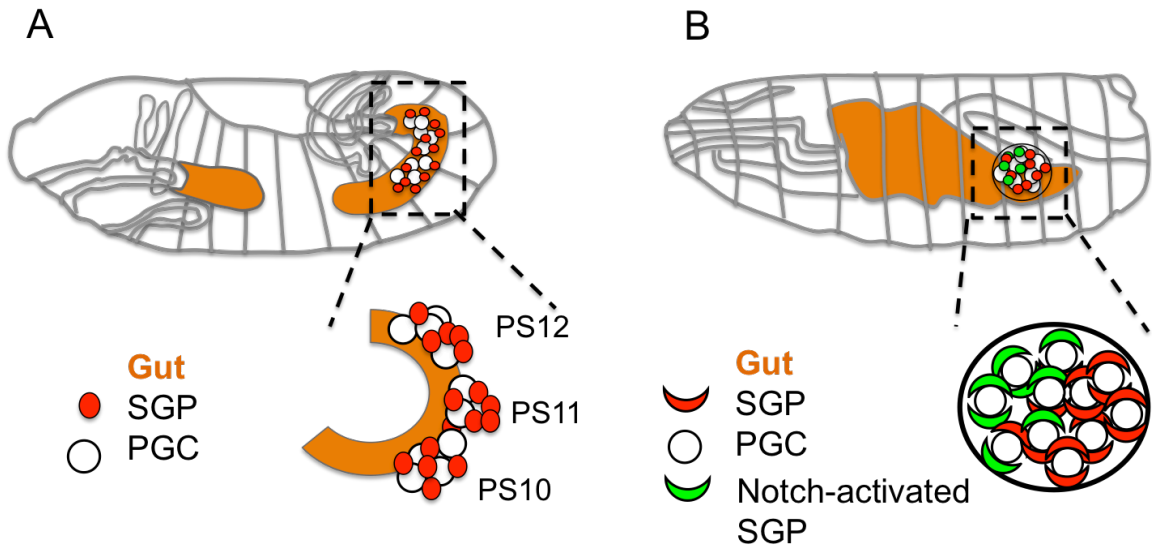 A
B
PS12
Gut
SGP
PS11
PGC
PS10
Gut
SGP
PGC
Notch-activated
SGP